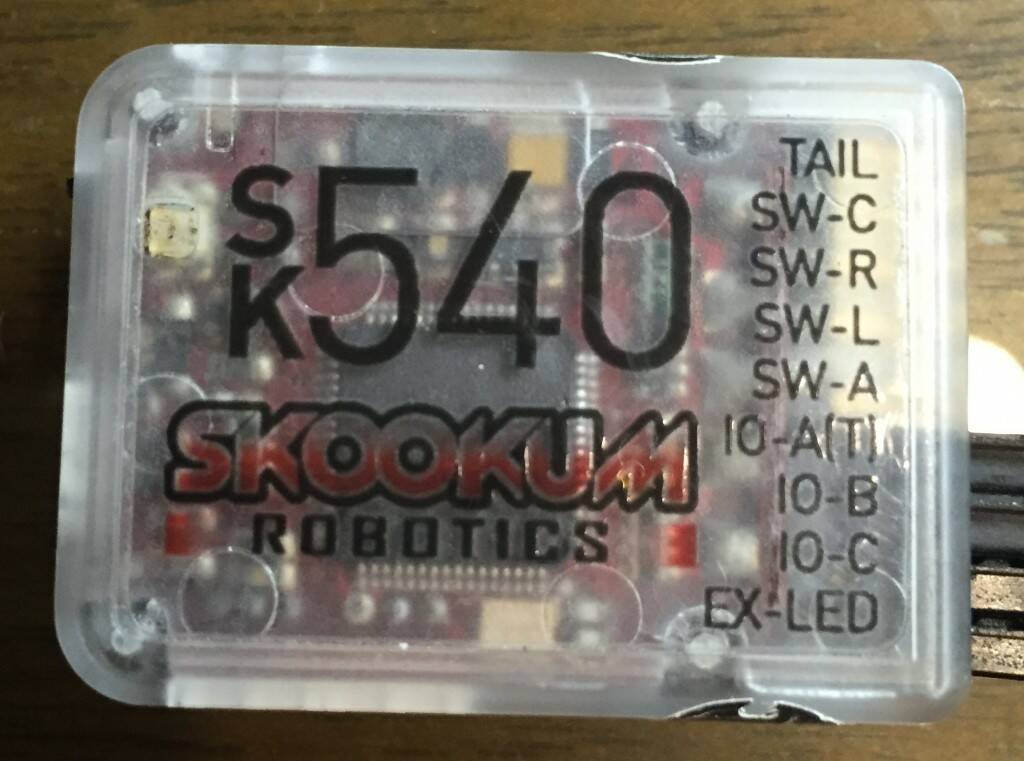 SK540
SKOOKUM
ROBOTICS
TAIL
SW-C
SW-R
SW-L
SW-A
IO-A(T)
IO-B
IO-C
EX-LED